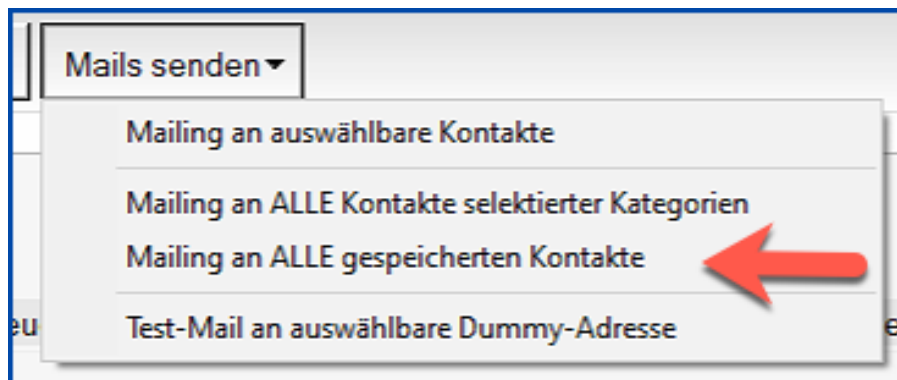 Mails senden
Mailing an auswählbare Kontakte
Mailing an ALLE Kontakte selektierter Kategorien
Mailing an ALLE gespeicherten Kontakte
eu
Test-Mail an auswählbare Dummy-Adresse
e